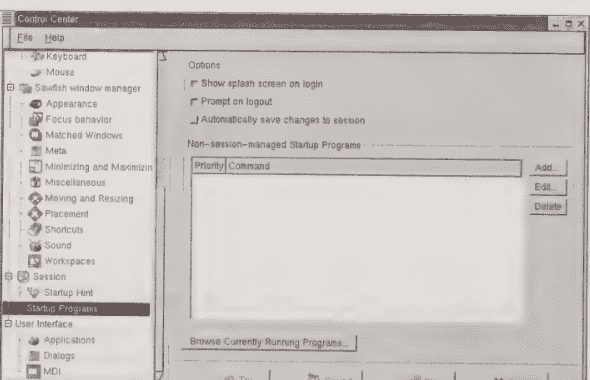 Control Center
File Help
Keyboard
Mouse
Sawfish window manager
Appearance
Focus behavior
Matched Windows
Meta
Minimizing and Maximizin
Miscellaneous
Moving and Resizing
Placement
Shortcuts
Sound
Workspaces
Session
Startup Hint
Startup Programs
User Interface
Applications
Dialogs
MDI
Options
Show splash screen on login
Prompt on logout
Automatically save changes to session
Non-session-managed Startup Programs
Priority Command
Add...
Edit...
Delete
Browse Currently Running Programs...
Try